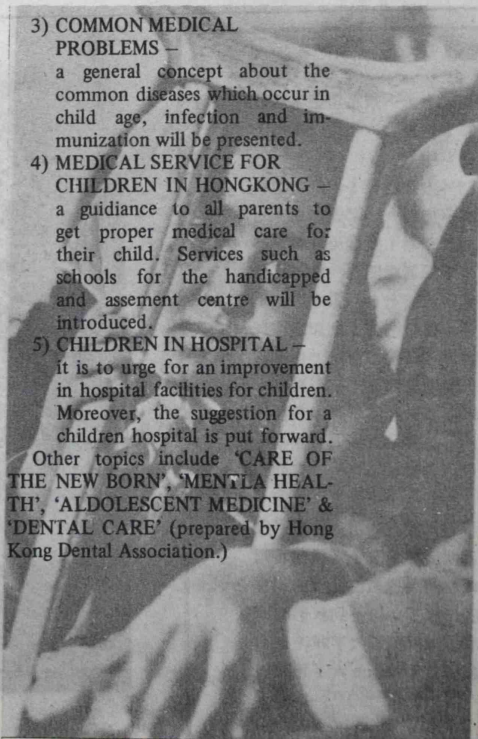 3) COMMON MEDICAL
PROBLEMS –
a general concept about the
common diseases which occur in
child age, infection and im-
munization will be presented.
4) MEDICAL SERVICE FOR
CHILDREN IN HONGKONG –
a guidiance to all parents to
get proper medical care for
their child. Services such as
schools for the handicapped
and assement centre will be
introduced.
5) CHILDREN IN HOSPITAL –
it is to urge for an improvement
in hospital facilities for children.
Moreover, the suggestion for a
children hospital is put forward.
Other topics include 'CARE OF
THE NEW BORN', 'MENTLA HEAL-
TH', 'ALDOLESCENT MEDICINE' &
'DENTAL CARE' (prepared by Hong
Kong Dental Association.)